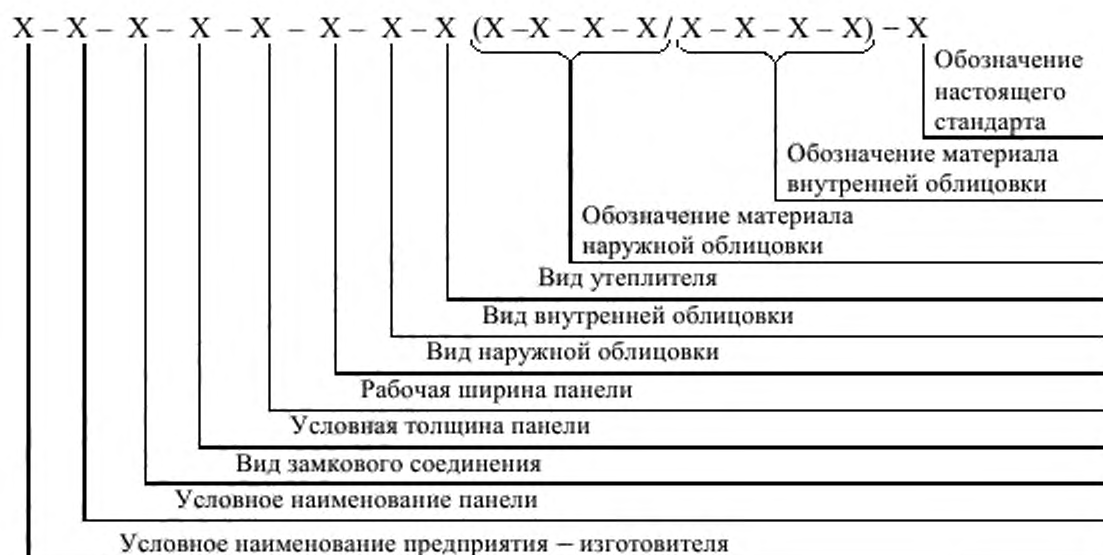 X – X – X – X – X – X – X – X (X – X – X – X / X – X – X – X) – X
Обозначение
настоящего
стандарта
Обозначение материала
внутренней облицовки
Обозначение материала
наружной облицовки
Вид утеплителя
Вид внутренней облицовки
Вид наружной облицовки
Рабочая ширина панели
Условная толщина панели
Вид замкового соединения
Условное наименование панели
Условное наименование предприятия – изготовителя